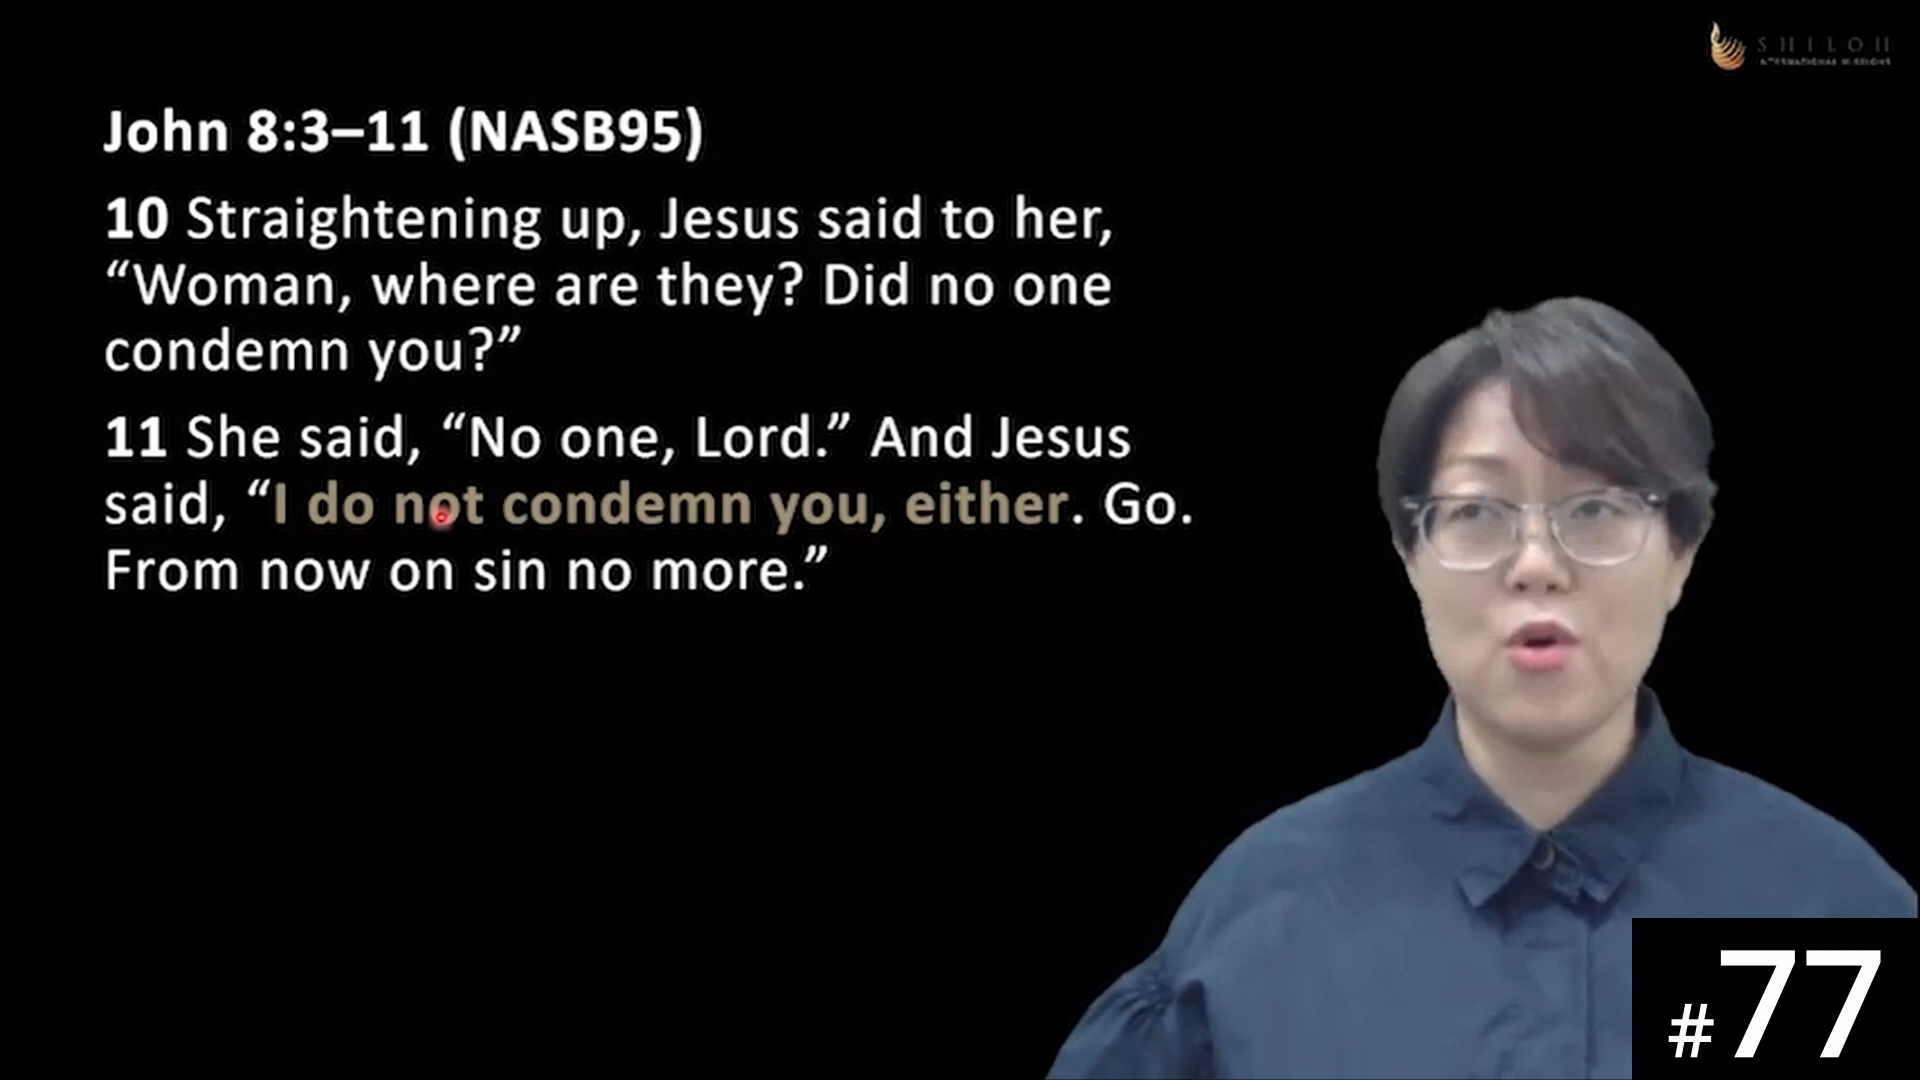 SHILOH
INTERNATIONAL MISSIONS
John 8:3–11 (NASB95)
10 Straightening up, Jesus said to her,
“Woman, where are they? Did no one
condemn you?”
11 She said, “No one, Lord.” And Jesus
said, “I do not condemn you, either. Go.
From now on sin no more.”
#77